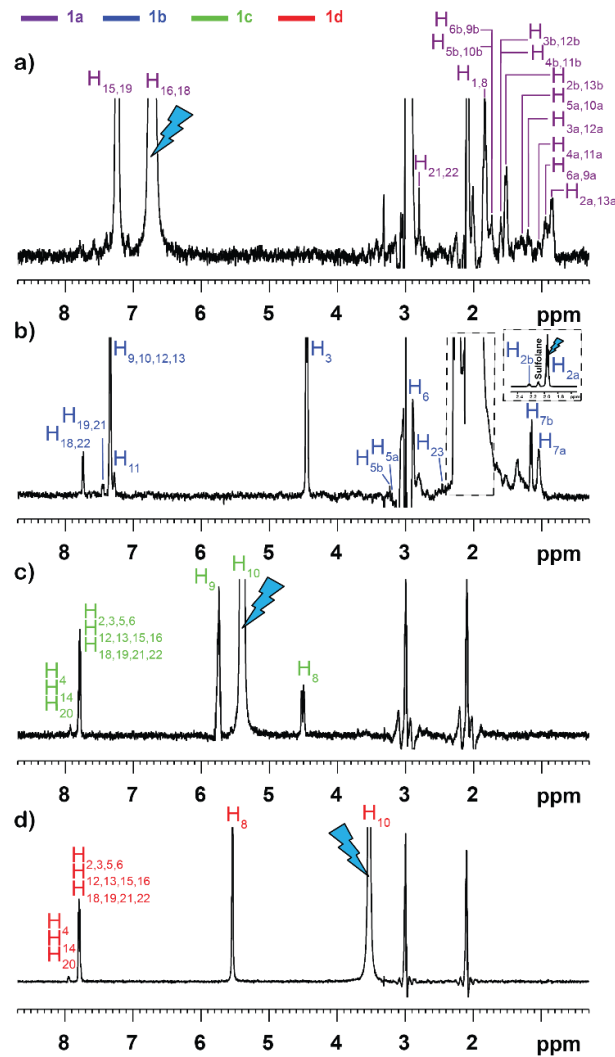 1a 1b 1c 1d
a)
H15,19
H16,18
H6b,9b
H5b,10b
H1,8
H21,22
H3b,12b
H4b,11b
H2b,13b
H5a,10a
H3a,12a
H4a,11a
H6a,9a
H2a,13a
8 7 6 5 4 3 2 ppm
b)
H9,10,12,13
H19,21
H18,22
H11
H3
H6
H5a
H5b
H23
H2b
Sulfolane
H2a
H7b
H7a
8 7 6 5 4 3 2 ppm
c)
H9
H10
H2,3,5,6
H12,13,15,16
H18,19,21,22
H4
H14
H20
H8
8 7 6 5 4 3 2 ppm
d)
H8
H10
H2,3,5,6
H12,13,15,16
H18,19,21,22
H4
H14
H20
8 7 6 5 4 3 2 ppm